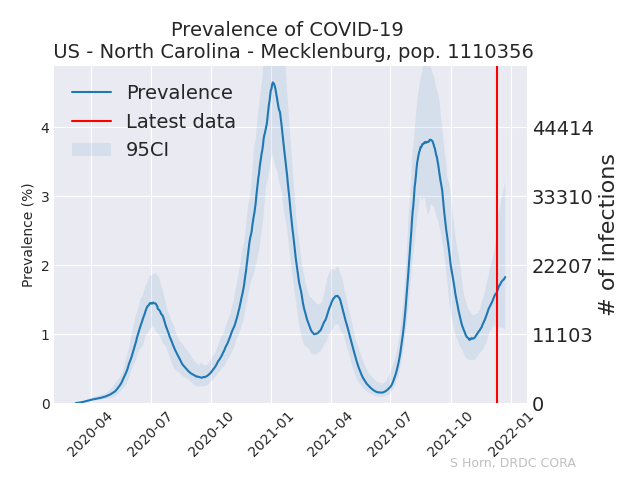 Prevalence of COVID-19
US - North Carolina - Mecklenburg, pop. 1110356
Prevalence
Latest data
95CI
Prevalence (%)
4
3
2
1
0
44414
33310
22207
11103
0
# of infections
2020-04
2020-07
2020-10
2021-01
2021-04
2021-07
2021-10
2022-01
S Horn, DRDC CORA